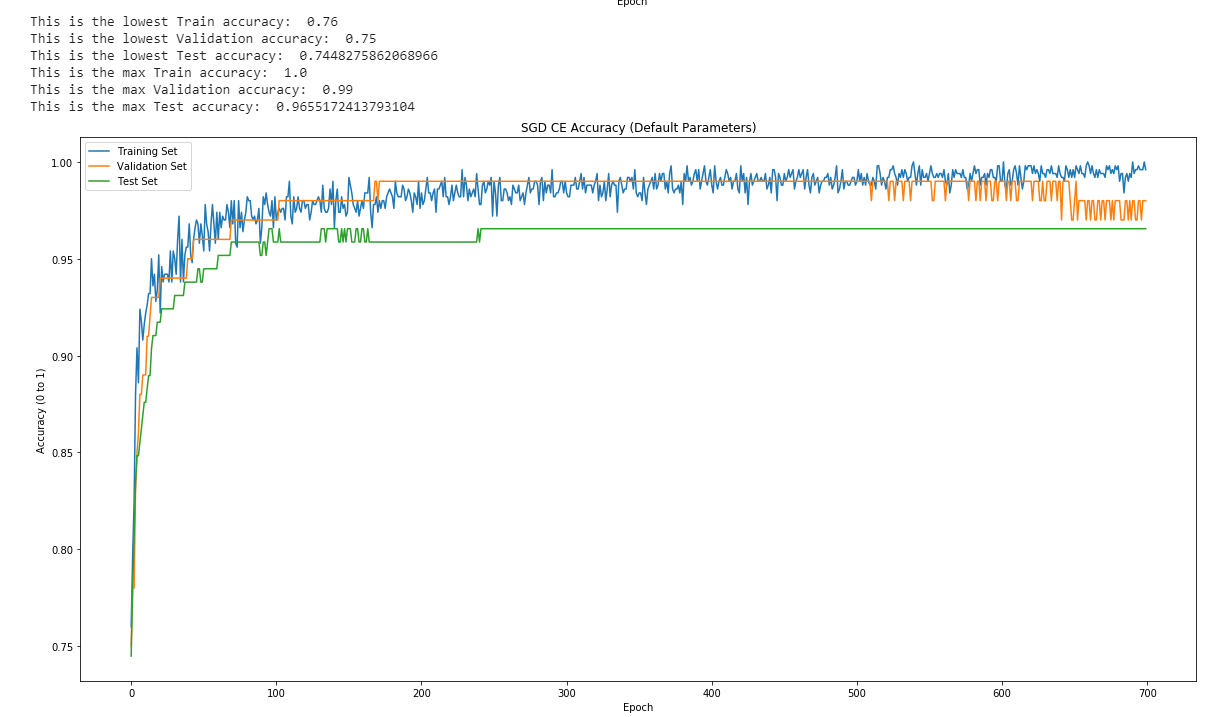 Epoch
This is the lowest Train accuracy:  0.76
This is the lowest Validation accuracy:  0.75
This is the lowest Test accuracy:  0.7448275862068966
This is the max Train accuracy:  1.0
This is the max Validation accuracy:  0.99
This is the max Test accuracy:  0.9655172413793104
SGD CE Accuracy (Default Parameters)
Training Set
Validation Set
Test Set
1.00
0.95
0.90
0.85
0.80
0.75
Accuracy (0 to 1)
0 100 200 300 400 500 600 700
Epoch